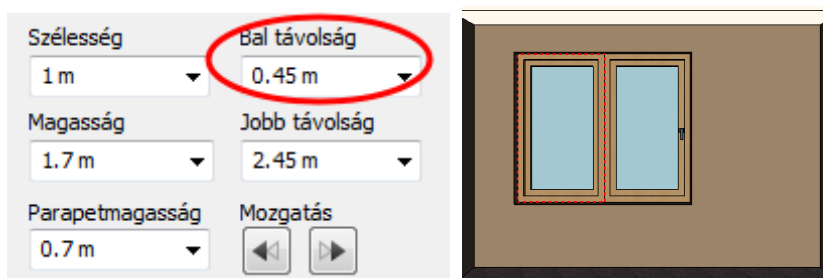 Szélesség Bal távolság
1 m 0.45 m
Magasság Jobb távolság
1.7 m 2.45 m
Parapetmagasság Mozgatás
0.7 m